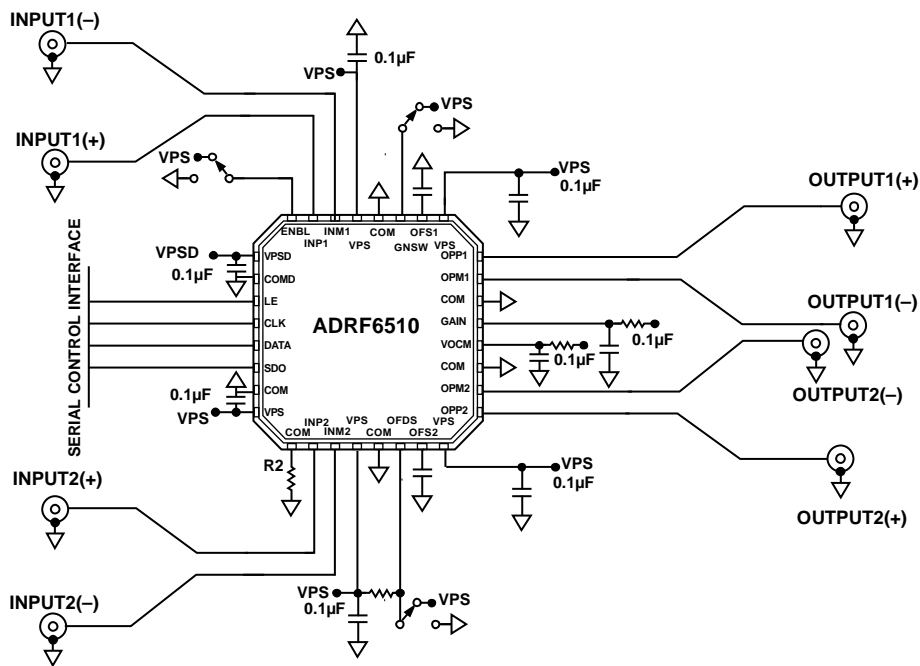 INPUT1(–)
0.1µF
VPS
VPS
INPUT1(+)
VPS
VPS
0.1µF
OUTPUT1(+)
ENBL
INP1
INM1
VPS
COM
GNSW
OFS1
VPS
VPSD
0.1µF
VPSD
COMD
LE
CLK
DATA
SDO
COM
VPS
SERIAL CONTROL INTERFACE
0.1µF
VPS
ADRF6510
OPP1
OPM1
COM
GAIN
VOCM
COM
OPM2
OPP2
0.1µF
0.1µF
OUTPUT1(–)
OUTPUT2(–)
COM
INP2
INM2
VPS
COM
OFDS
OFS2
VPS
R2
VPS
0.1µF
INPUT2(+)
OUTPUT2(+)
VPS
0.1µF
VPS
INPUT2(–)